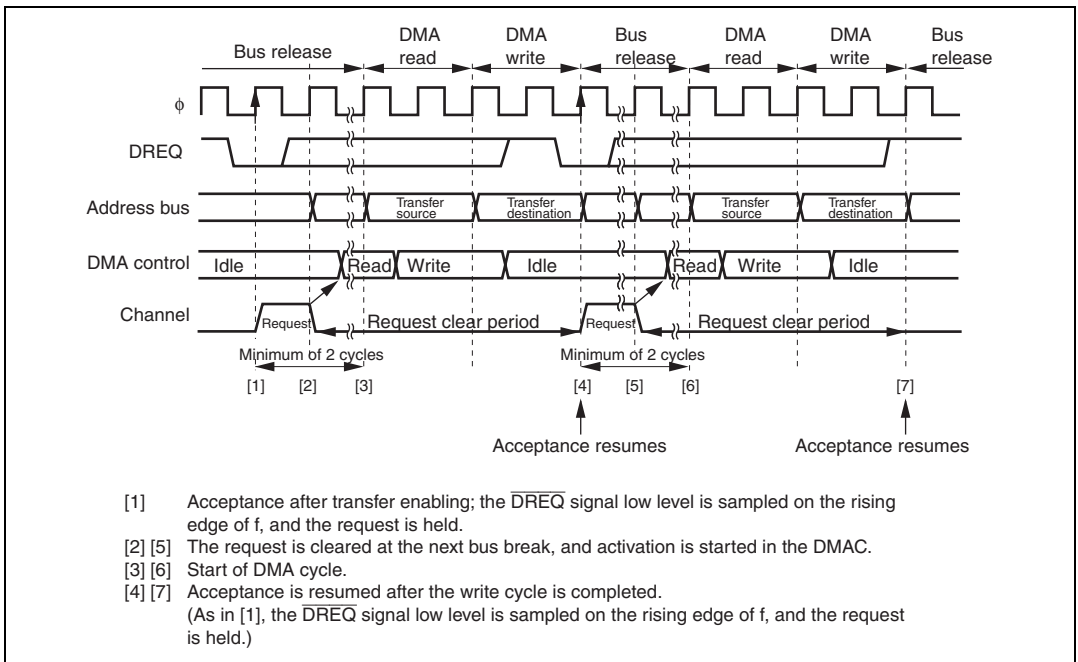 Bus release DMA read DMA write Bus release DMA read DMA write Bus release
φ
DREQ
Address bus Transfer source Transfer destination Transfer source Transfer destination
DMA control Idle Read Write Idle Read Write Idle
Channel Request Request clear period Request Request clear period
Minimum of 2 cycles Minimum of 2 cycles
[1] [2] [3] [4] [5] [6] [7]
Acceptance resumes Acceptance resumes
[1] Acceptance after transfer enabling; the DREQ signal low level is sampled on the rising
edge of f, and the request is held.
[2] [5] The request is cleared at the next bus break, and activation is started in the DMAC.
[3] [6] Start of DMA cycle.
[4] [7] Acceptance is resumed after the write cycle is completed.
(As in [1], the DREQ signal low level is sampled on the rising edge of f, and the request
is held.)